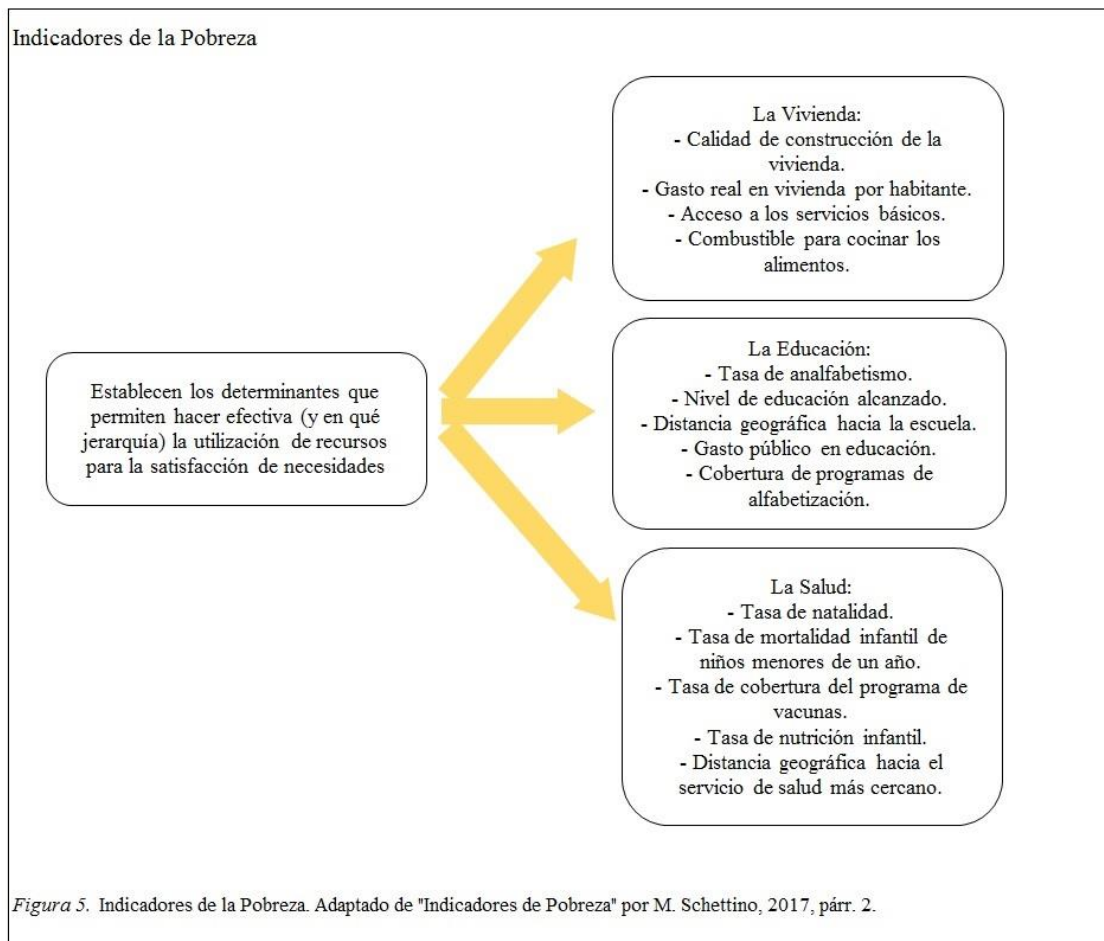 Indicadores de la Pobreza
Establecen los determinantes que
permiten hacer efectiva (y en qué
jerarquía) la utilización de recursos
para la satisfacción de necesidades
La Vivienda:
- Calidad de construcción de la
vivienda.
- Gasto real en vivienda por habitante.
- Acceso a los servicios básicos.
- Combustible para cocinar los
alimentos.
La Educación:
- Tasa de analfabetismo.
- Nivel de educación alcanzado.
- Distancia geográfica hacia la escuela.
- Gasto público en educación.
- Cobertura de programas de
alfabetización.
La Salud:
- Tasa de natalidad.
- Tasa de mortalidad infantil de
niños menores de un año.
- Tasa de cobertura del programa de
vacunas.
- Tasa de nutrición infantil.
- Distancia geográfica hacia el
servicio de salud más cercano.
Figura 5. Indicadores de la Pobreza. Adaptado de "Indicadores de Pobreza" por M. Schettino, 2017, párr. 2.